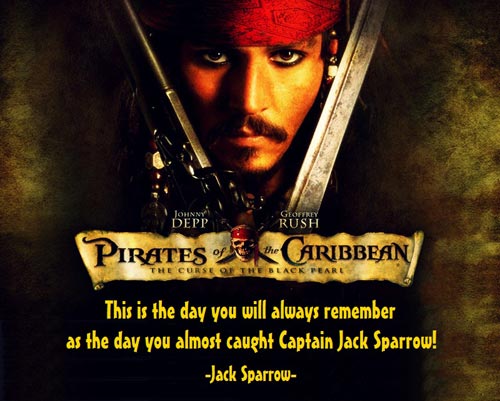 JOHNNY DEPP
GEOFFREY RUSH
PIRATES of the CARIBBEAN
THE CURSE OF THE BLACK PEARL
This is the day you will always remember
as the day you almost caught Captain Jack Sparrow!
-Jack Sparrow-